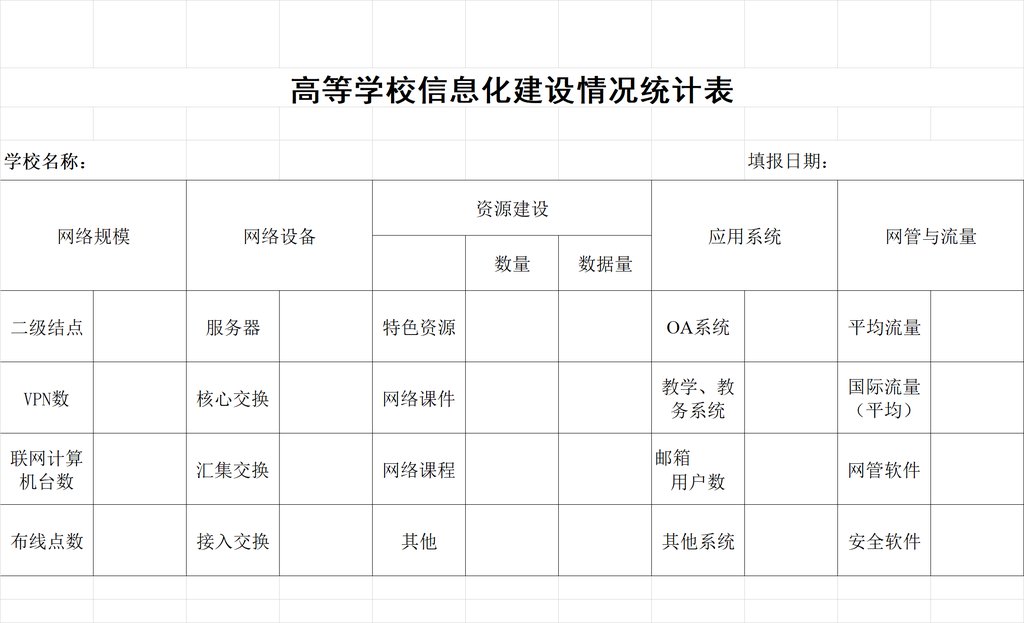 高等学校信息化建设情况统计表
学校名称： 填报日期：
网络规模 网络设备 资源建设 应用系统 网管与流量
数量 数据量
二级结点 服务器 特色资源 OA系统 平均流量
VPN数 核心交换 网络课件 教学、教务系统 国际流量（平均）
联网计算机台数 汇集交换 网络课程 邮箱用户数 网管软件
布线点数 接入交换 其他 其他系统 安全软件